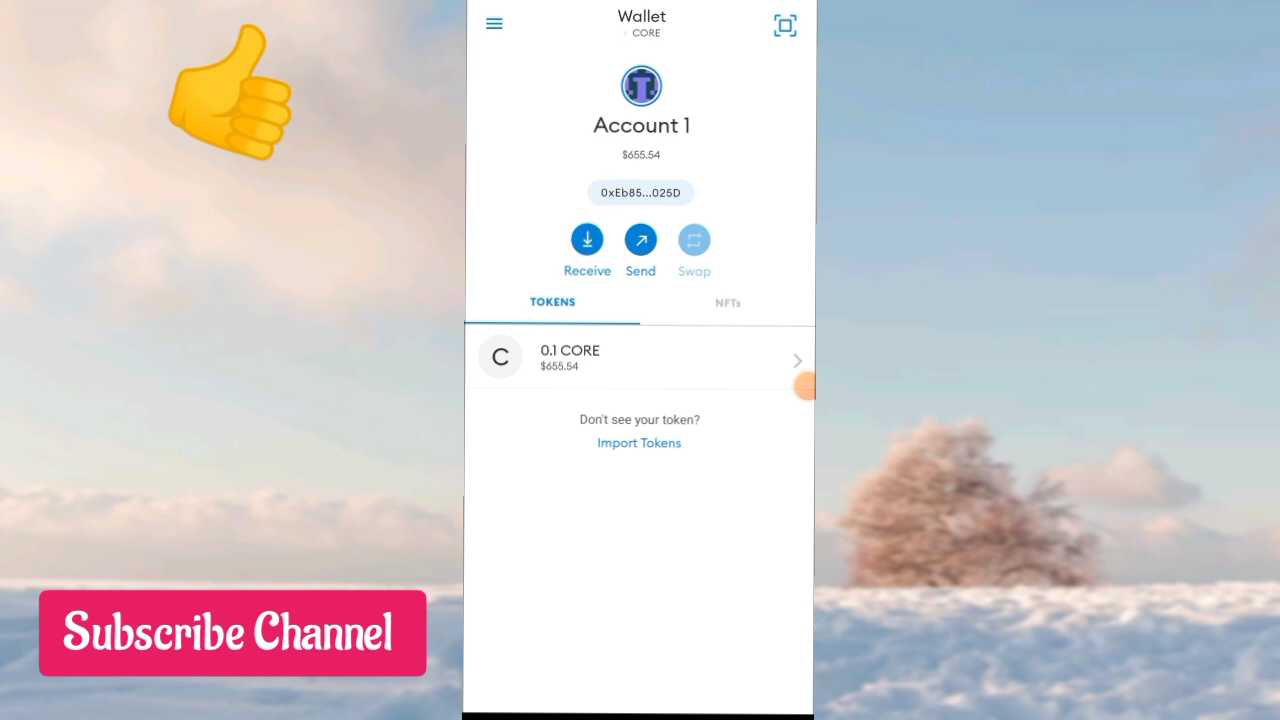 Wallet
CORE
Account 1
$655.54
0xEb85...025D
Receive Send Swap
TOKENS NFTs
C
0.1 CORE
$655.54
Don't see your token?
Import Tokens
Subscribe Channel